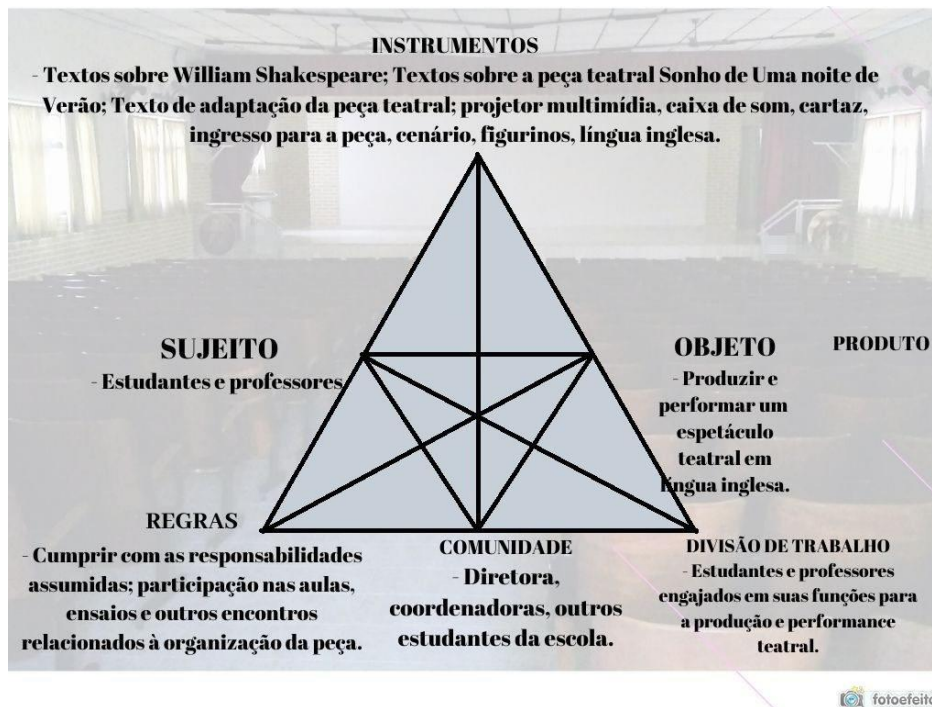 INSTRUMENTOS
- Textos sobre William Shakespeare; Textos sobre a peça teatral Sonho de Uma noite de
Verão; Texto de adaptação da peça teatral; projetor multimídia, caixa de som, cartaz,
ingresso para a peça, cenário, figurinos, língua inglesa.
SUJEITO
- Estudantes e professores
OBJETO
- Produzir e
performar um
espetáculo
teatral em
língua inglesa.
PRODUTO
REGRAS
- Cumprir com as responsabilidades
assumidas; participação nas aulas,
ensaios e outros encontros
relacionados à organização da peça.
COMUNIDADE
- Diretora,
coordenadoras, outros
estudantes da escola.
DIVISÃO DE TRABALHO
- Estudantes e professores
engajados em suas funções para
a produção e performance
teatral.
fotoefeito